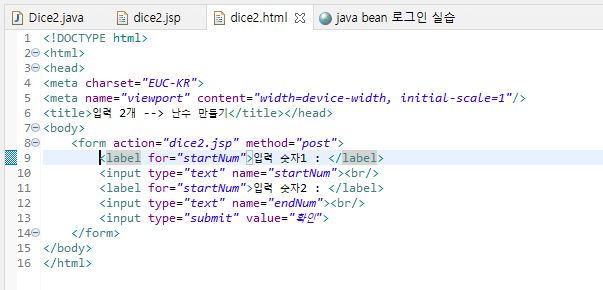 Dice2.java dice2.jsp dice2.html java bean 로그인 실습
1 <!DOCTYPE html>
2 <html>
3 <head>
4 <meta charset="EUC-KR">
5 <meta name="viewport" content="width=device-width, initial-scale=1"/>
6 <title>입력 2개 --> 난수 만들기</title></head>
7 <body>
8 <form action="dice2.jsp" method="post">
9 <label for="startNum">입력 숫자1 : </label>
10 <input type="text" name="startNum"><br/>
11 <label for="startNum">입력 숫자2 : </label>
12 <input type="text" name="endNum"><br/>
13 <input type="submit" value="확인">
14 </form>
15 </body>
16 </html>